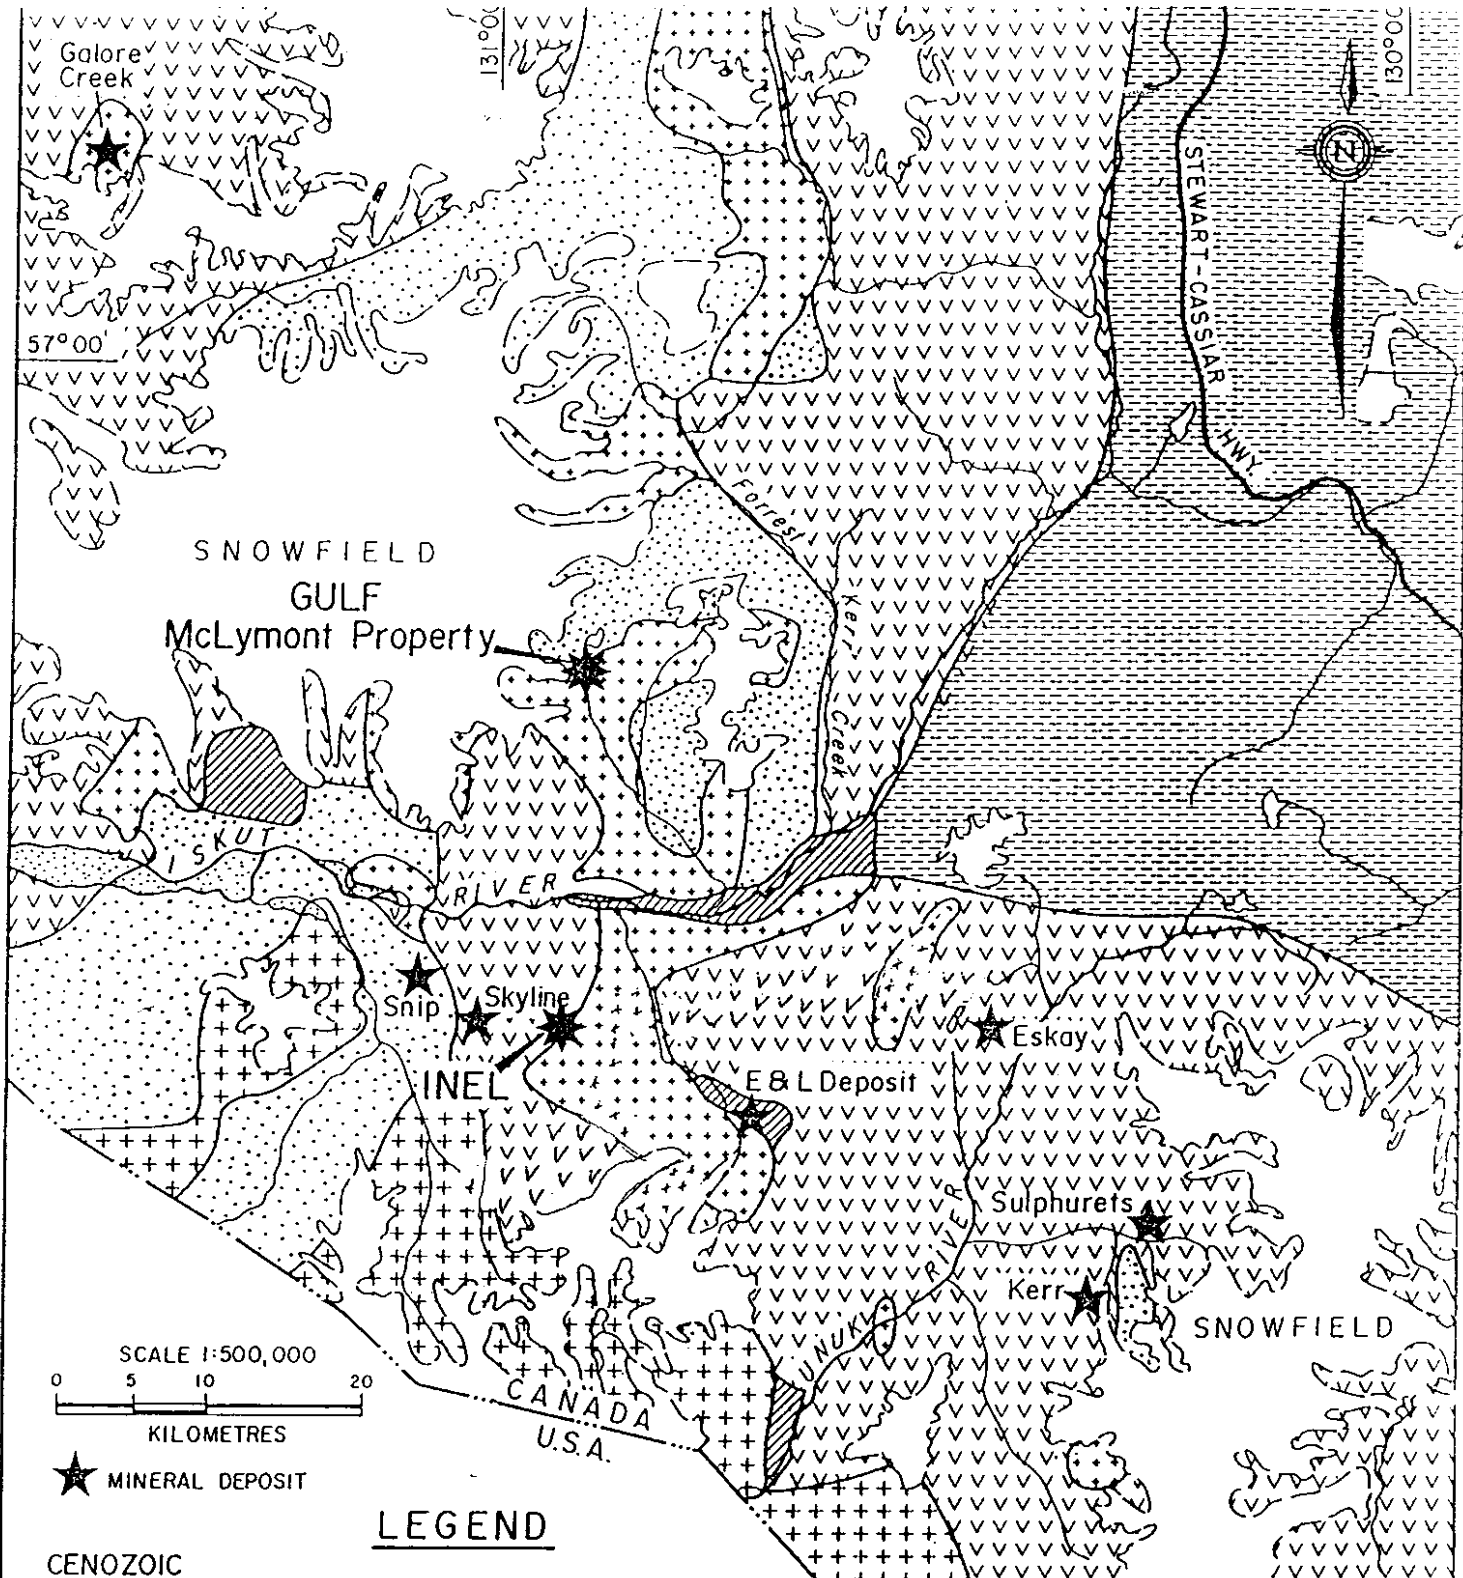 131°00'
130°00'
Galore
Creek
N
STEWART-CASSIAR
HWY
57°00'
Forrest
Kerr
Creek
SNOWFIELD
GULF
McLymont Property
ISKUT
RIVER
Snip
Skyline
INEL
Eskay
E & L Deposit
Sulphurets
Kerr
SNOWFIELD
UNUK
RIVER
SCALE 1:500,000
0 5 10 20
KILOMETRES
CANADA
U.S.A.
MINERAL DEPOSIT
LEGEND
CENOZOIC